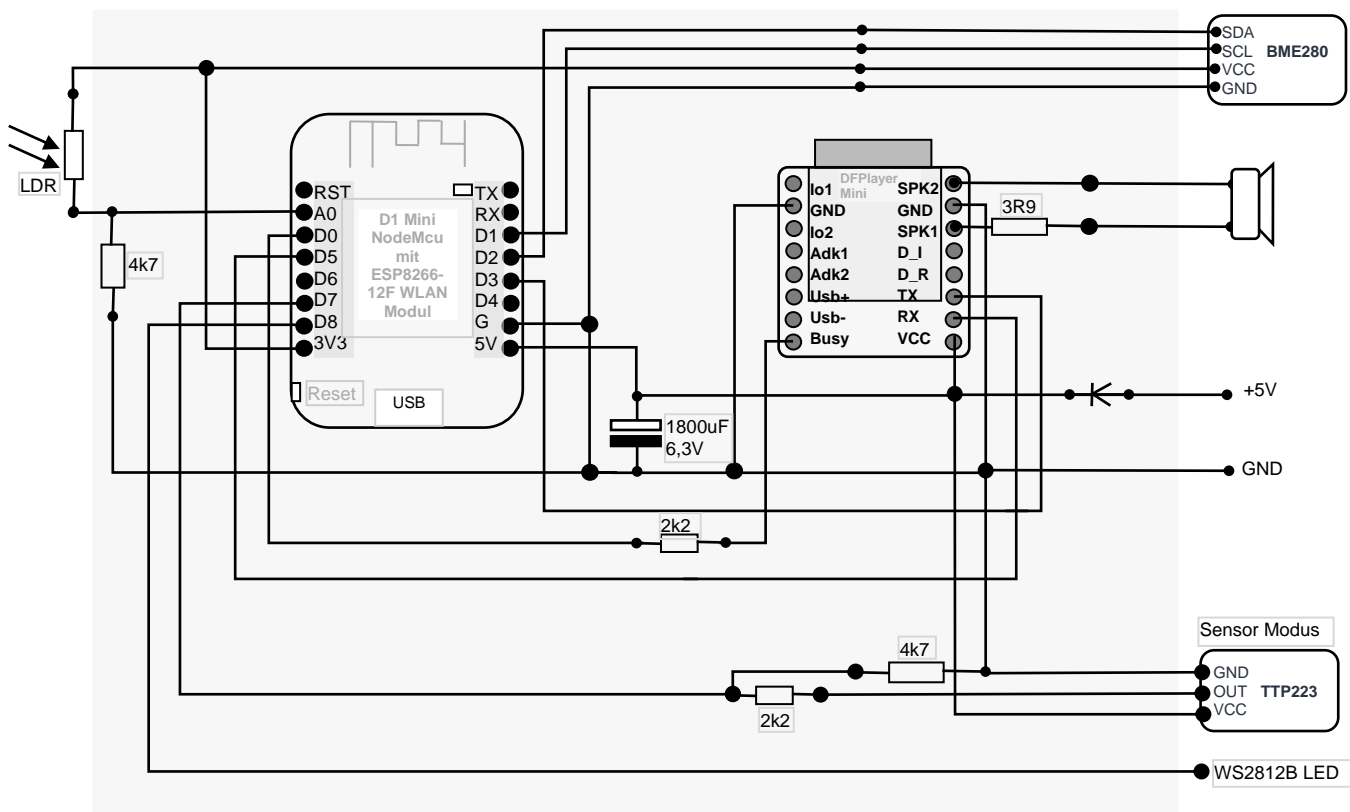 SDA
SCL
VCC
GND
BME280
LDR
4k7
RST
A0
D0
D5
D6
D7
D8
3V3
TX
RX
D1
D2
D3
D4
G
5V
D1 Mini
NodeMcu
mit
ESP8266-
12F WLAN
Modul
Reset
USB
DFPlayer
Mini
Io1
GND
Io2
Adk1
Adk2
Usb+
Usb-
Busy
SPK2
GND
SPK1
D_I
D_R
TX
RX
VCC
3R9
+5V
1800uF
6,3V
GND
2k2
Sensor Modus
4k7
2k2
GND
OUT
VCC
TTP223
WS2812B LED